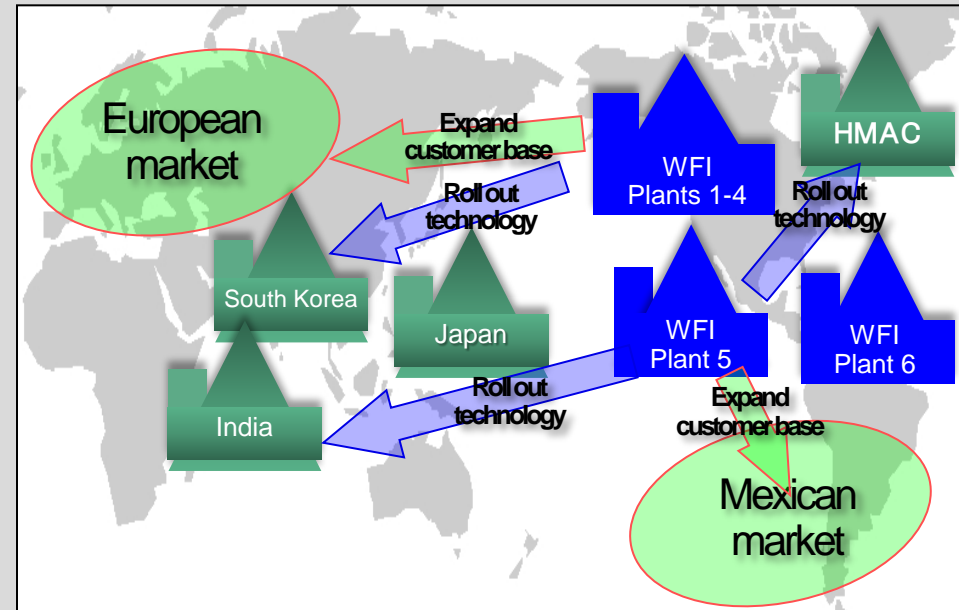 European
market
Expand
customer base
WFI
Plants 1-4
HMAC
Roll out
technology
Roll out
technology
South Korea
Japan
WFI
Plant 5
WFI
Plant 6
Roll out
technology
India
Expand
customer base
Mexican
market